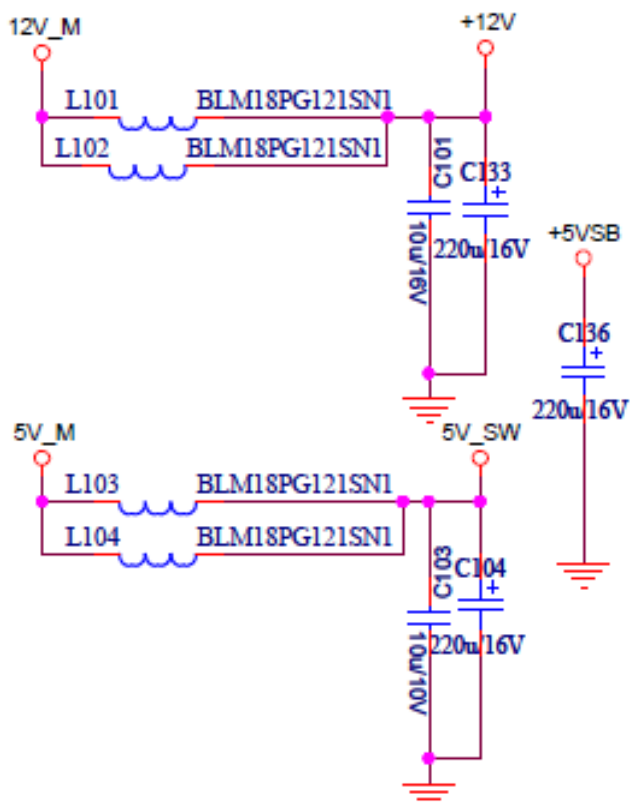 12V_M
+12V
L101
BLM18PG121SN1
L102
BLM18PG121SN1
C101
10u/16V
C133
+
220u/16V
+5VSB
C136
+
220u/16V
5V_M
5V_SW
L103
BLM18PG121SN1
L104
BLM18PG121SN1
C103
10u/10V
C104
+
220u/16V